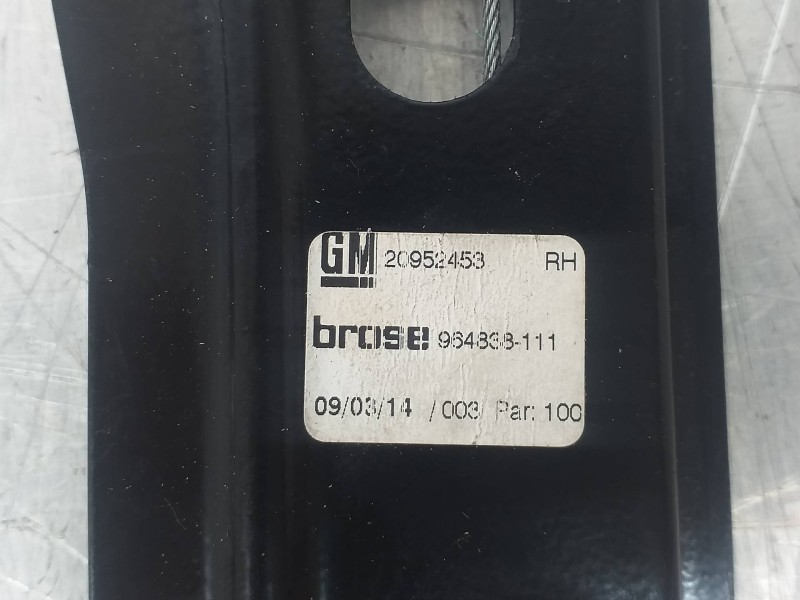 GM 20952453 RH
brose 964838-111
09/03/14 /003/ Par: 100